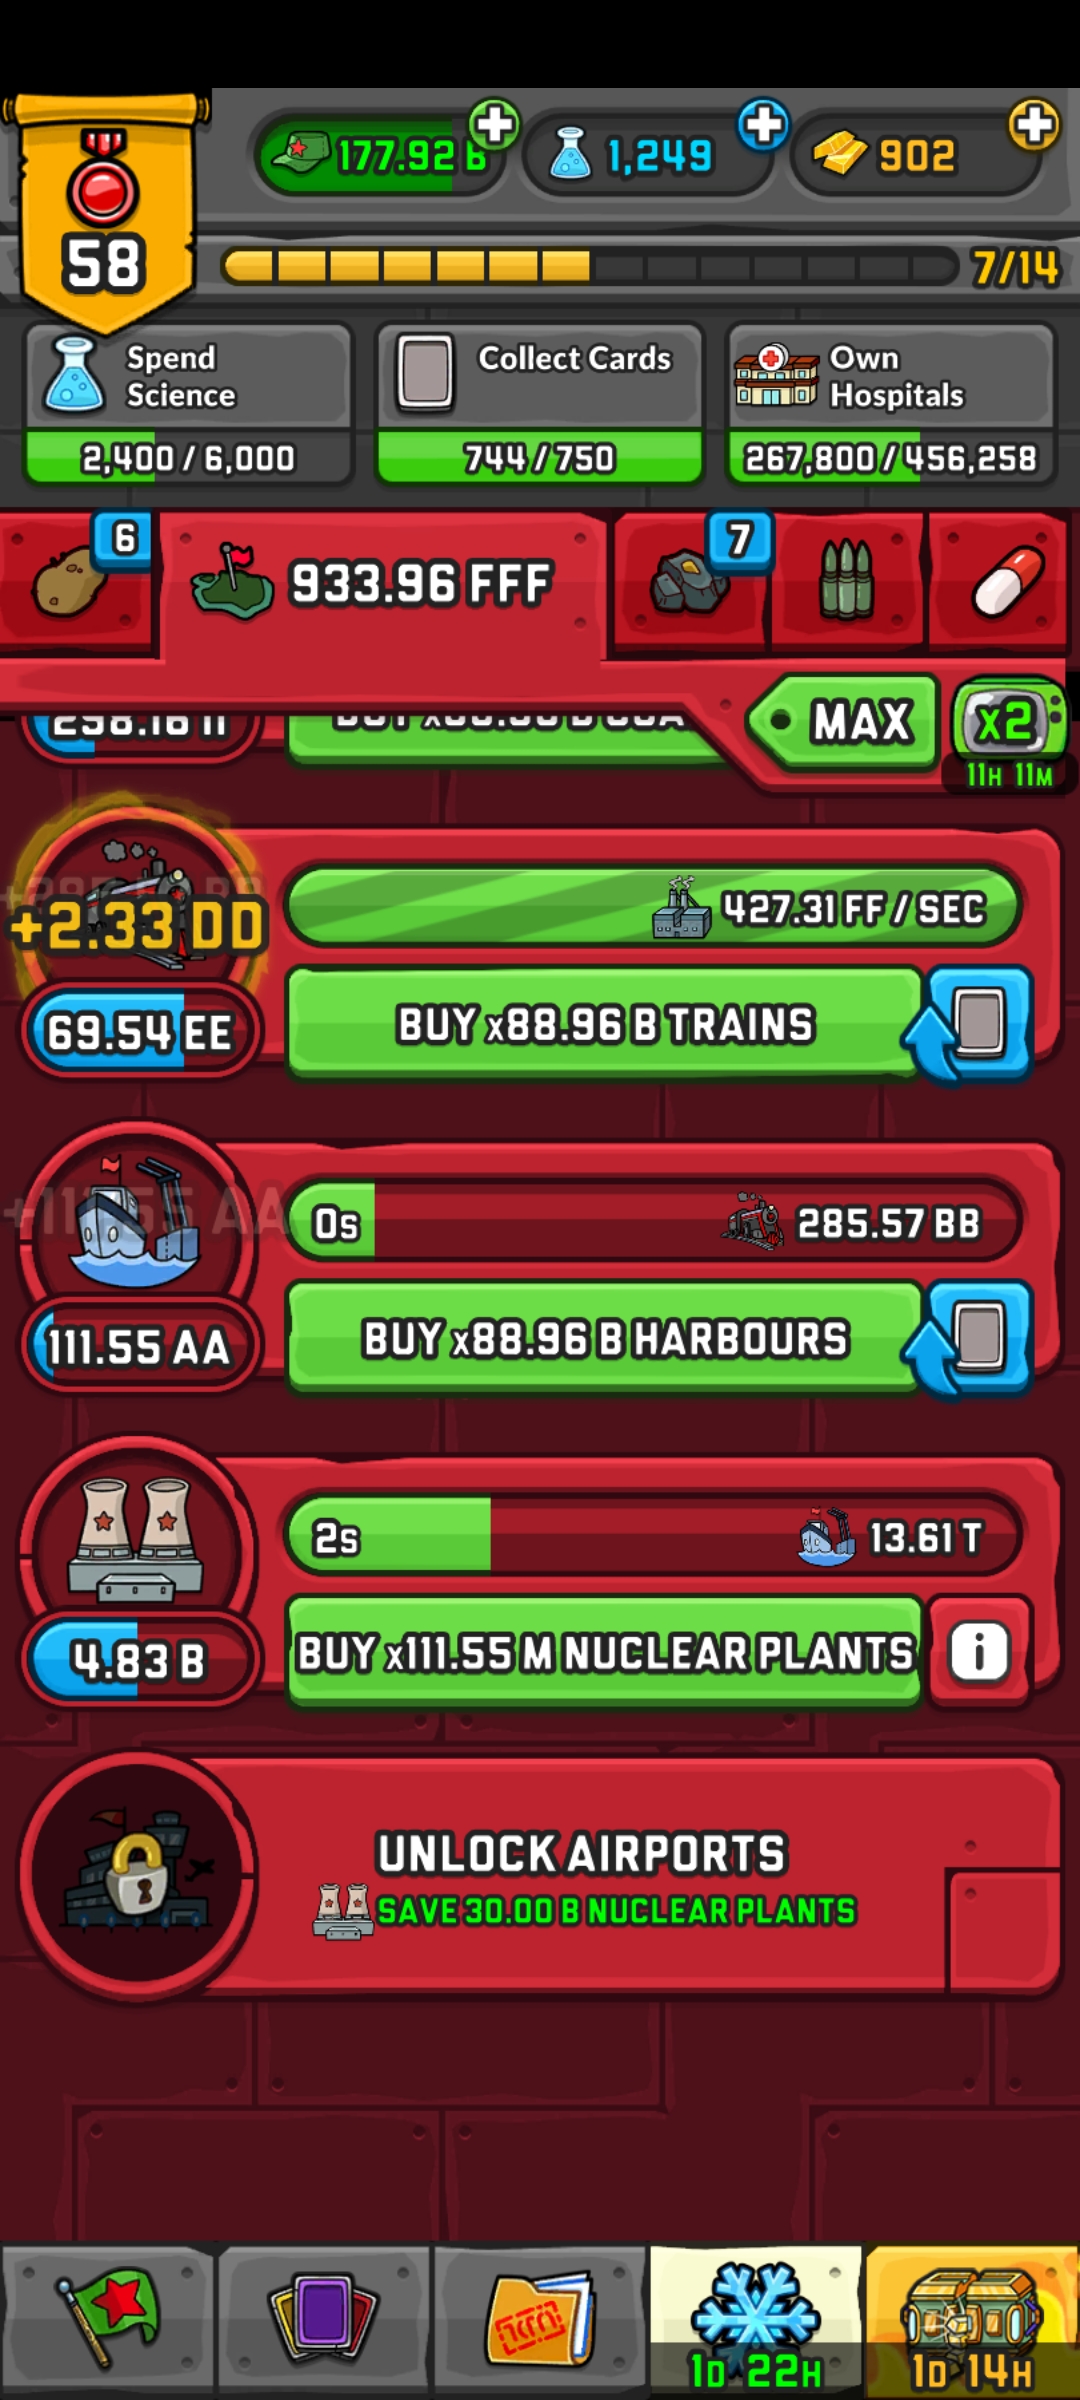 177.92 B
1,249
902
58
7/14
Spend
Science
Collect Cards
Own
Hospitals
2,400 / 6,000
744 / 750
267,800 / 456,258
6
933.96 FFF
7
MAX
x2
11H 11M
+2.33 DD
427.31 FF / SEC
69.54 EE
BUY x88.96 B TRAINS
+111.55 AA
0s
285.57 BB
111.55 AA
BUY x88.96 B HARBOURS
2s
13.61 T
4.83 B
BUY x111.55 M NUCLEAR PLANTS
i
UNLOCK AIRPORTS
SAVE 30.00 B NUCLEAR PLANTS
1D 22H
1D 14H